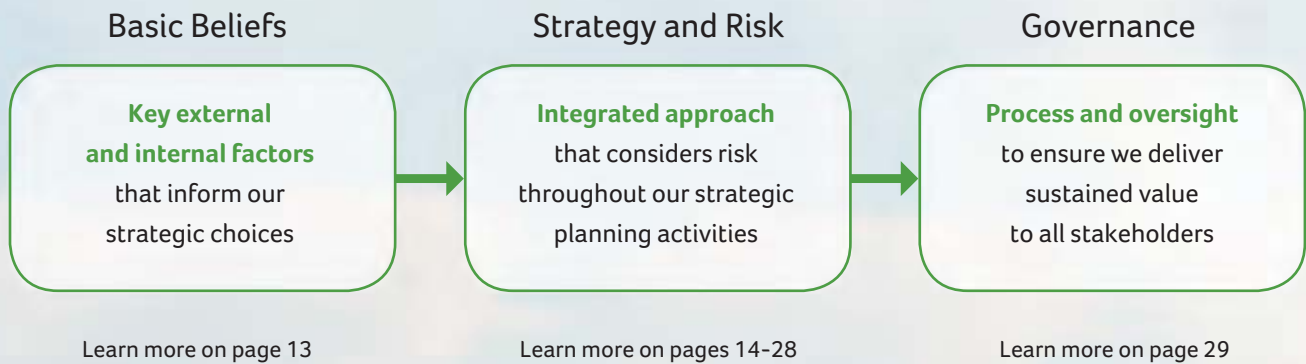 Basic Beliefs
Key external
and internal factors
that inform our
strategic choices
Learn more on page 13
Strategy and Risk
Integrated approach
that considers risk
throughout our strategic
planning activities
Learn more on pages 14-28
Governance
Process and oversight
to ensure we deliver
sustained value
to all stakeholders
Learn more on page 29